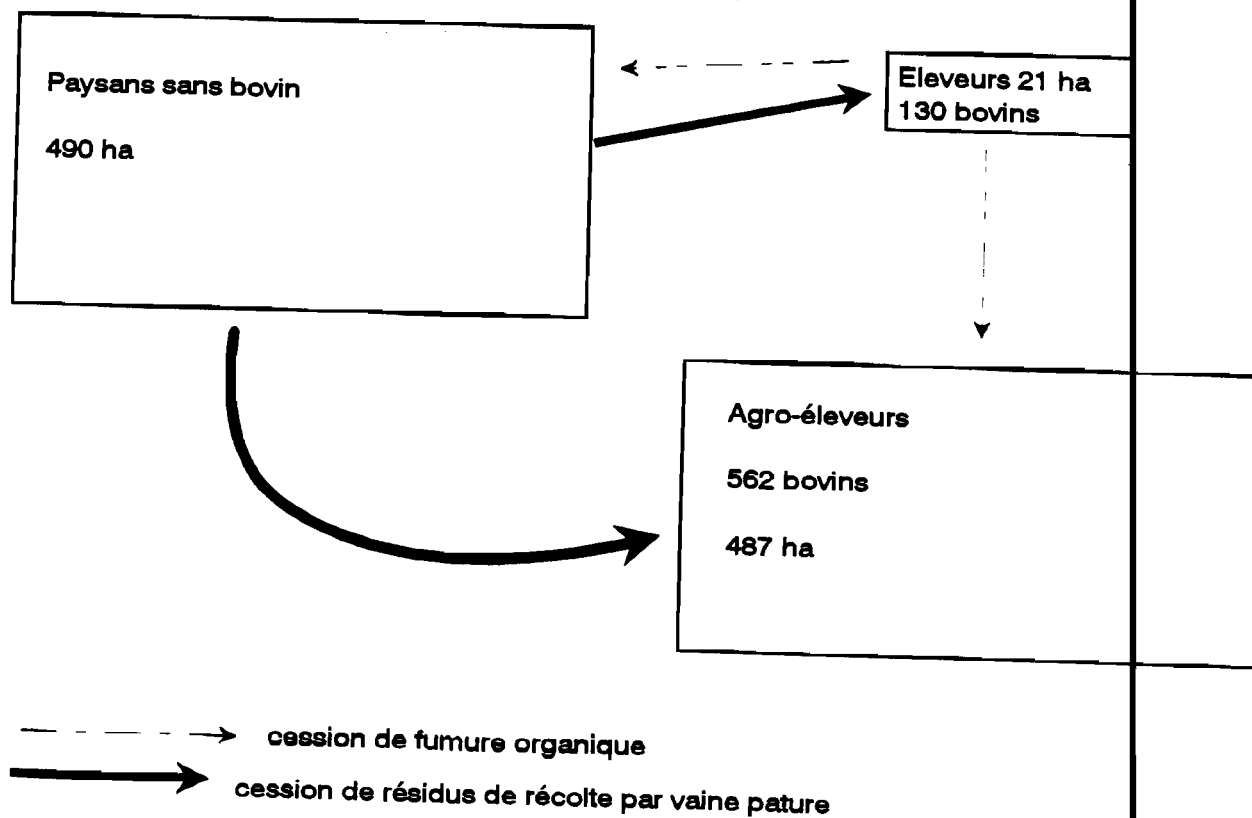 Paysans sans bovin
490 ha
Eleveurs 21 ha
130 bovins
Agro-éleveurs
562 bovins
487 ha
cession de fumure organique
cession de résidus de récolte par vaine pature